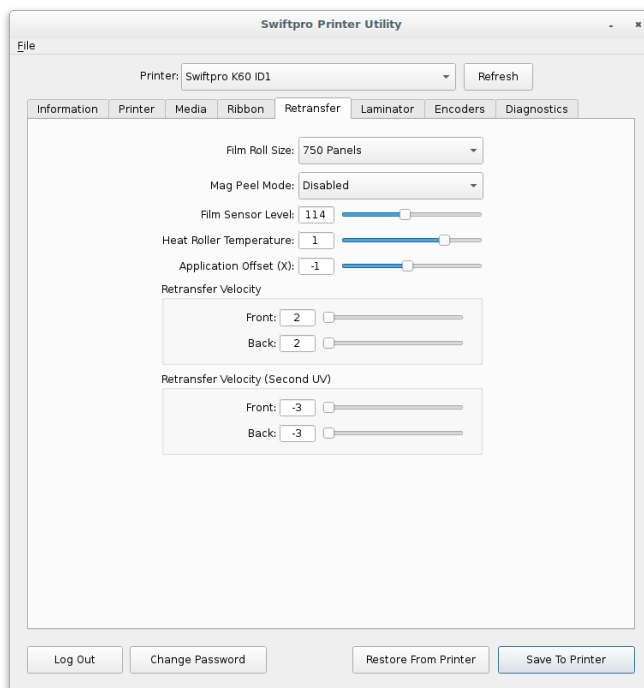 Swiftpro Printer Utility
File
Printer: Swiftpro K60 ID1 Refresh
Information Printer Media Ribbon Retransfer Laminator Encoders Diagnostics
Film Roll Size: 750 Panels
Mag Peel Mode: Disabled
Film Sensor Level: 114
Heat Roller Temperature: 1
Application Offset (X): -1
Retransfer Velocity
Front: 2
Back: 2
Retransfer Velocity (Second UV)
Front: -3
Back: -3
Log Out Change Password Restore From Printer Save To Printer